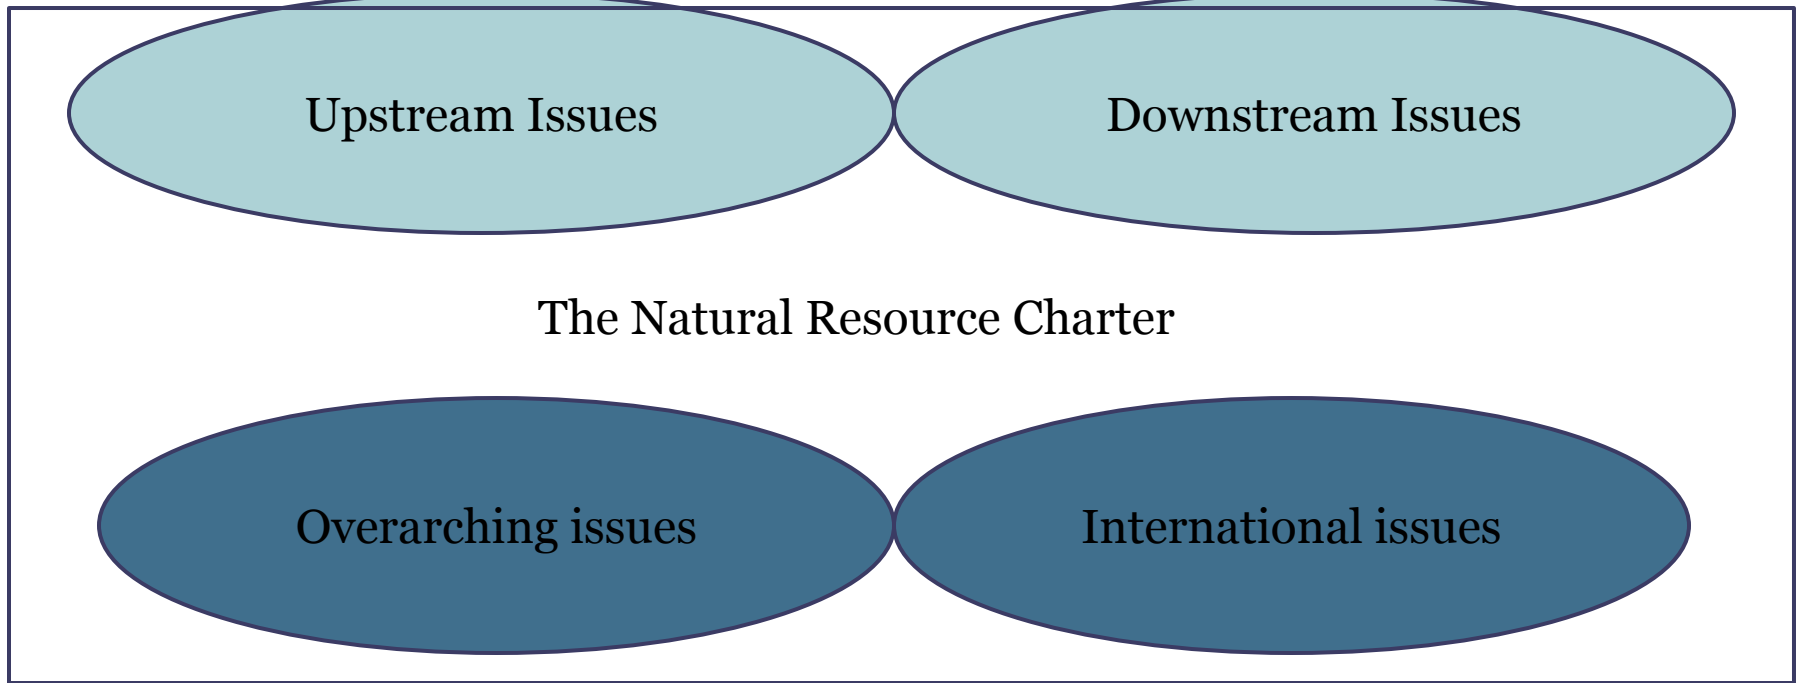 Upstream Issues
Downstream Issues
The Natural Resource Charter
Overarching issues
International issues